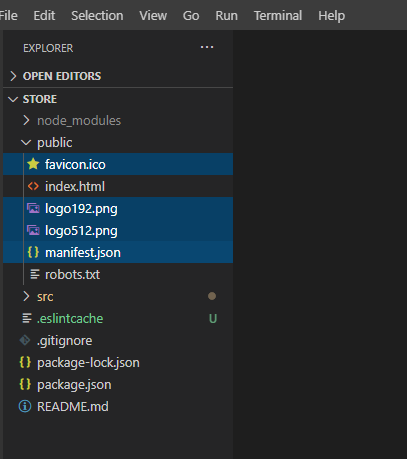 File Edit Selection View Go Run Terminal Help
EXPLORER ...
OPEN EDITORS
STORE
node_modules
public
favicon.ico
index.html
logo192.png
logo512.png
manifest.json
robots.txt
src
.eslintcache U
.gitignore
package-lock.json
package.json
README.md